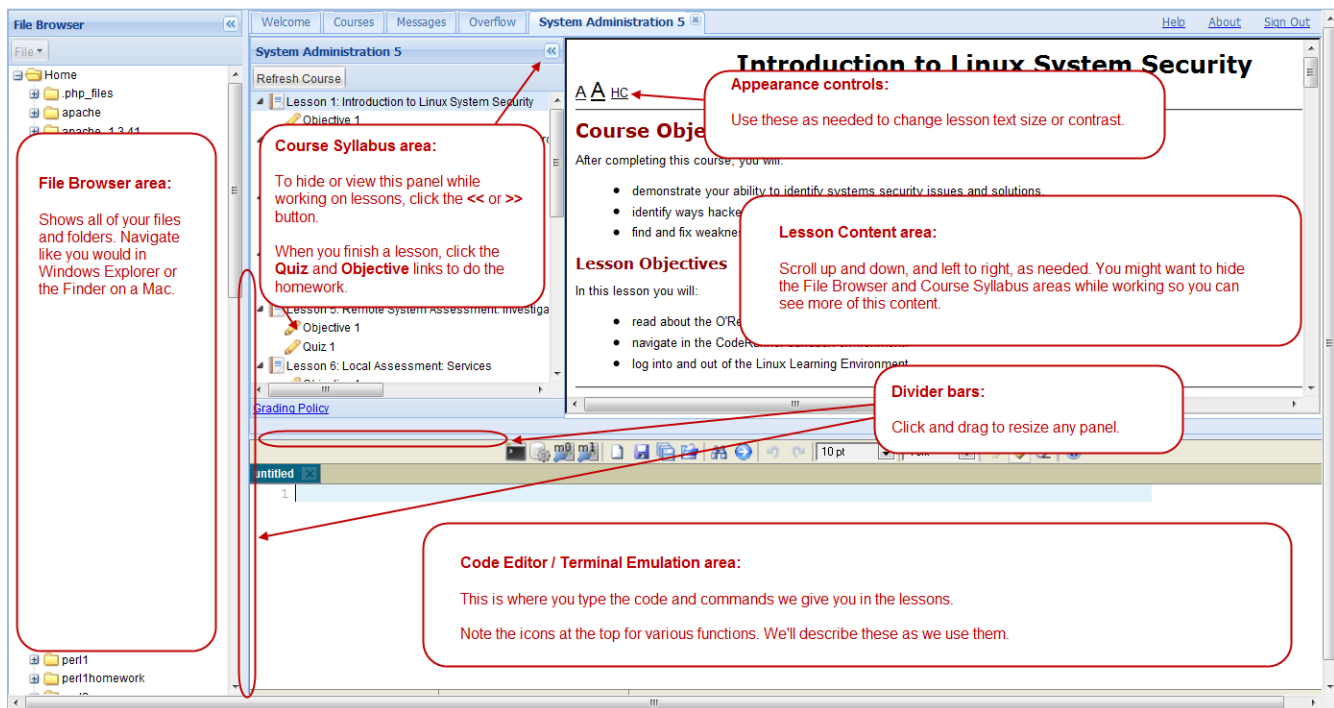 File Browser
File
Home
.php_files
apache
apache_1.3.41
File Browser area:
Shows all of your files
and folders. Navigate
like you would in
Windows Explorer or
the Finder on a Mac.
perl1
perl1homework
Welcome Courses Messages Overflow System Administration 5
Help About Sign Out
System Administration 5
Refresh Course
Lesson 1: Introduction to Linux System Security
Objective 1
Course Syllabus area:
To hide or view this panel while
working on lessons, click the << or >>
button.
When you finish a lesson, click the
Quiz and Objective links to do the
homework.
Lesson 5: Remote System Assessment: Investiga
Objective 1
Quiz 1
Lesson 6: Local Assessment: Services
Grading Policy
Introduction to Linux System Security
A A HC
Appearance controls:
Use these as needed to change lesson text size or contrast.
Course Obje
After completing this course, you will:
demonstrate your ability to identify systems security issues and solutions.
identify ways hacke
find and fix weaknes
Lesson Content area:
Scroll up and down, and left to right, as needed. You might want to hide
the File Browser and Course Syllabus areas while working so you can
see more of this content.
Lesson Objectives
In this lesson you will:
read about the O'Re
navigate in the CodeRunner Sandbox environment.
log into and out of the Linux Learning Environment
Divider bars:
Click and drag to resize any panel.
m0 m1 10 pt
untitled
1
Code Editor / Terminal Emulation area:
This is where you type the code and commands we give you in the lessons.
Note the icons at the top for various functions. We'll describe these as we use them.